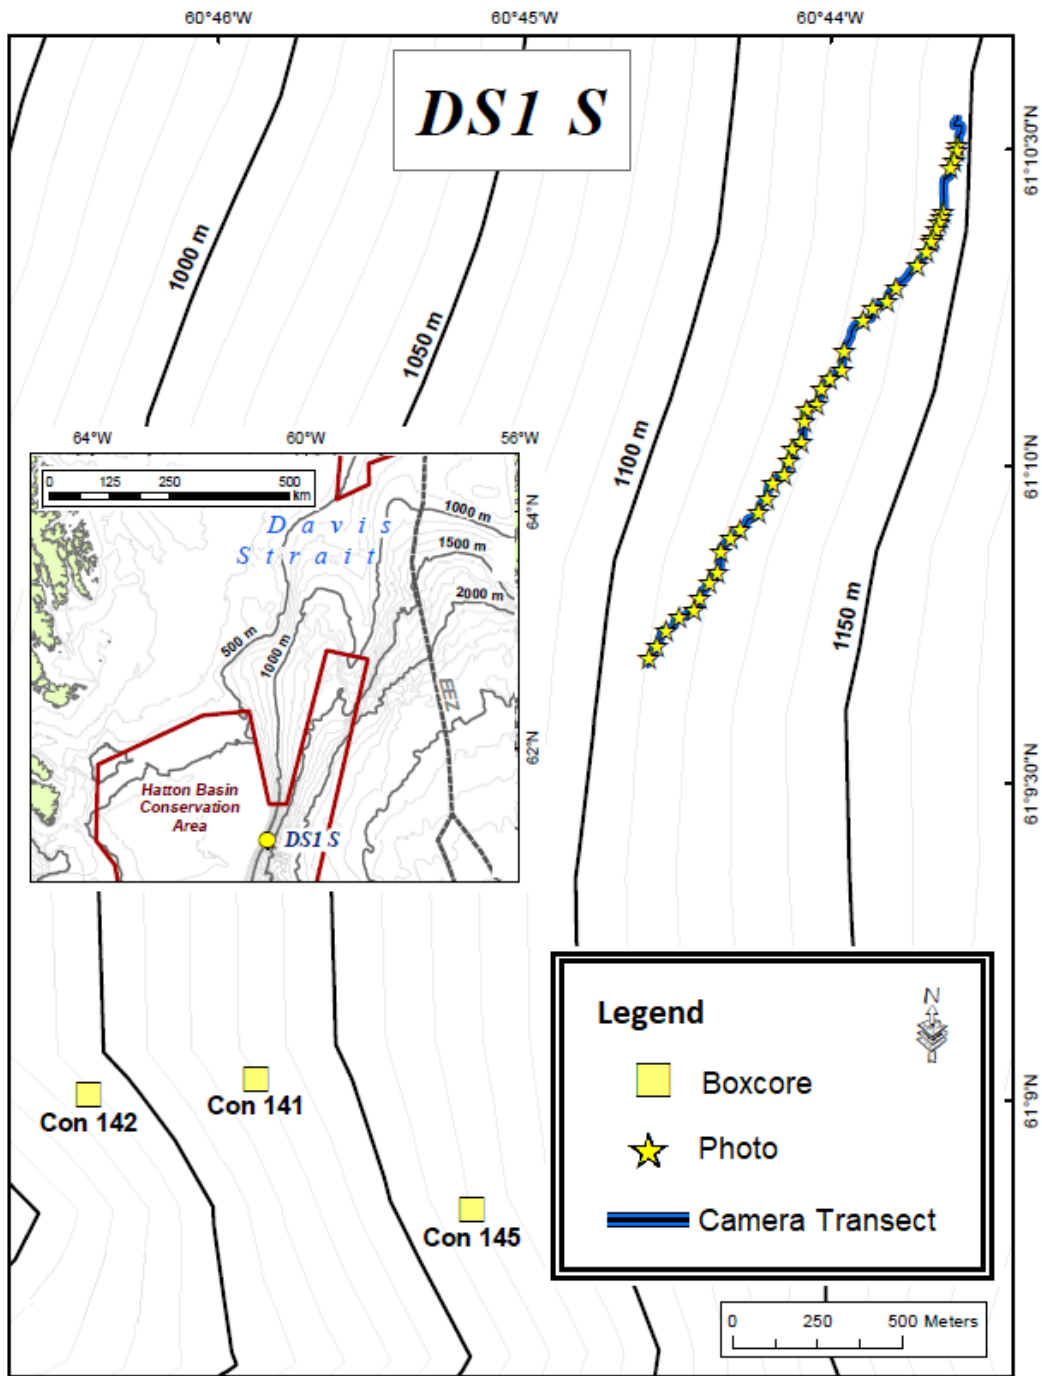 60°46'W 60°45'W 60°44'W
DS1 S
61°10'30"N
1000 m
1050 m
1100 m
61°10'N
1150 m
61°9'30"N
61°9'N
64°W 60°W 56°W
0 125 250 500
km
64°N
62°N
Davis
Strait
1000 m
1500 m
2000 m
500 m
1000 m
EEZ
Hatton Basin
Conservation
Area
DS1 S
Con 142
Con 141
Con 145
Legend
N
Boxcore
Photo
Camera Transect
0 250 500 Meters